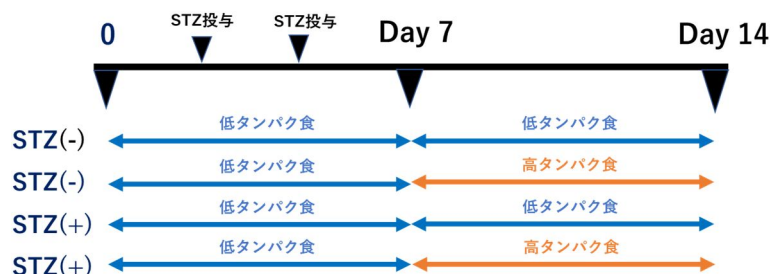 0 STZ投与 STZ投与 Day 7 Day 14
低タンパク食 低タンパク食
STZ(-)
低タンパク食 高タンパク食
STZ(-)
低タンパク食 低タンパク食
STZ(+)
低タンパク食 高タンパク食
STZ(+)